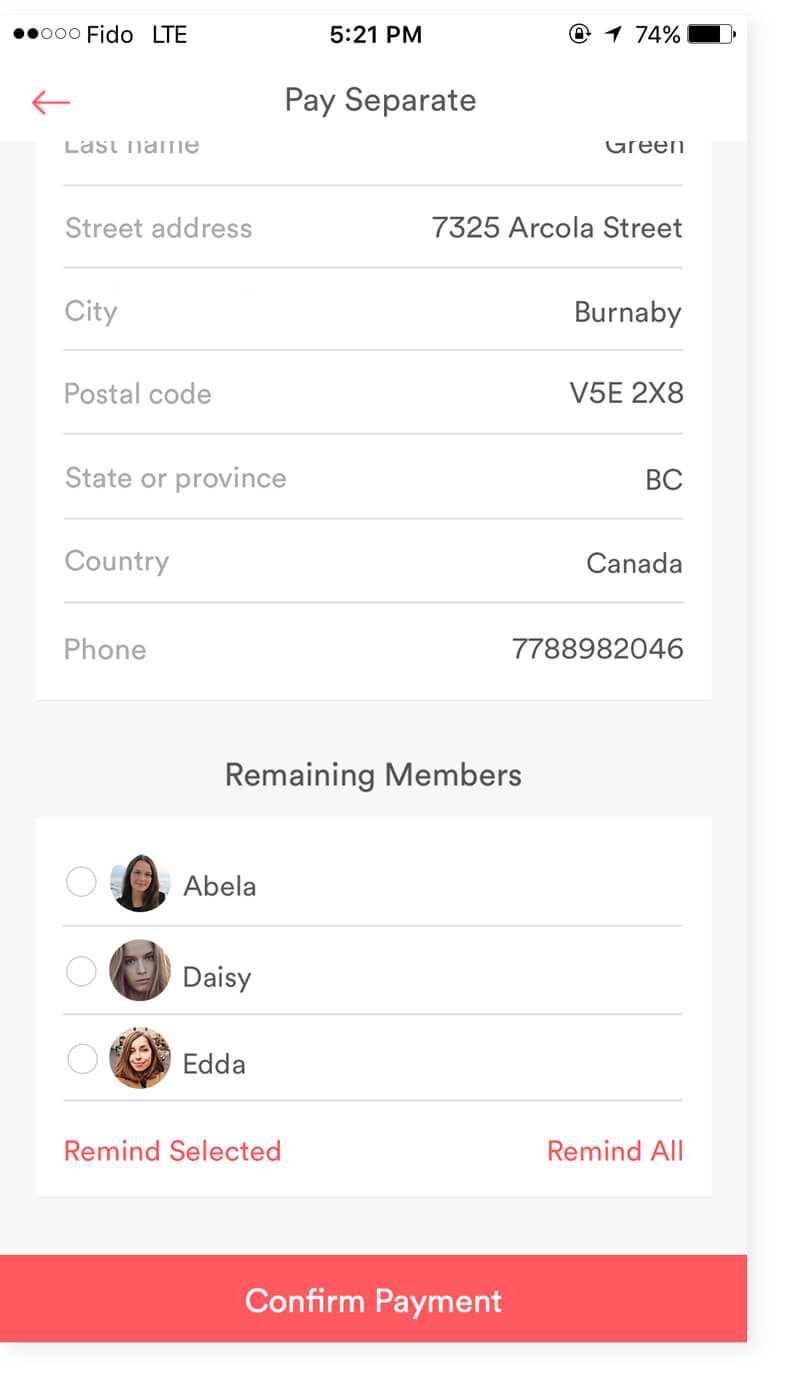 Fido LTE 5:21 PM 74%
Pay Separate
Last name Green
Street address 7325 Arcola Street
City Burnaby
Postal code V5E 2X8
State or province BC
Country Canada
Phone 7788982046
Remaining Members
Abela
Daisy
Edda
Remind Selected Remind All
Confirm Payment